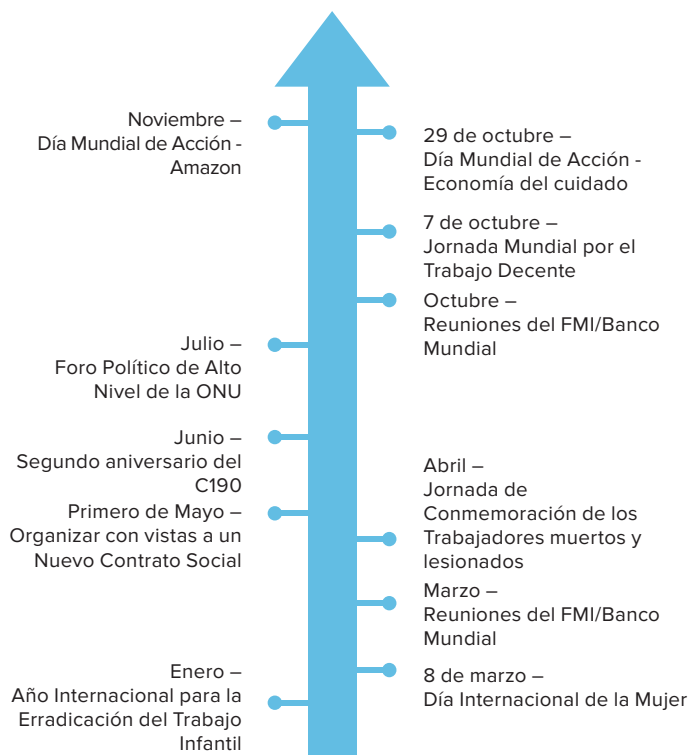 Noviembre –
Día Mundial de Acción -
Amazon
29 de octubre –
Día Mundial de Acción -
Economía del cuidado
7 de octubre –
Jornada Mundial por el
Trabajo Decente
Octubre –
Reuniones del FMI/Banco
Mundial
Julio –
Foro Político de Alto
Nivel de la ONU
Junio –
Segundo aniversario del
C190
Primero de Mayo –
Organizar con vistas a un
Nuevo Contrato Social
Abril –
Jornada de
Conmemoración de los
Trabajadores muertos y
lesionados
Marzo –
Reuniones del FMI/Banco
Mundial
8 de marzo –
Día Internacional de la Mujer
Enero –
Año Internacional para la
Erradicación del Trabajo
Infantil